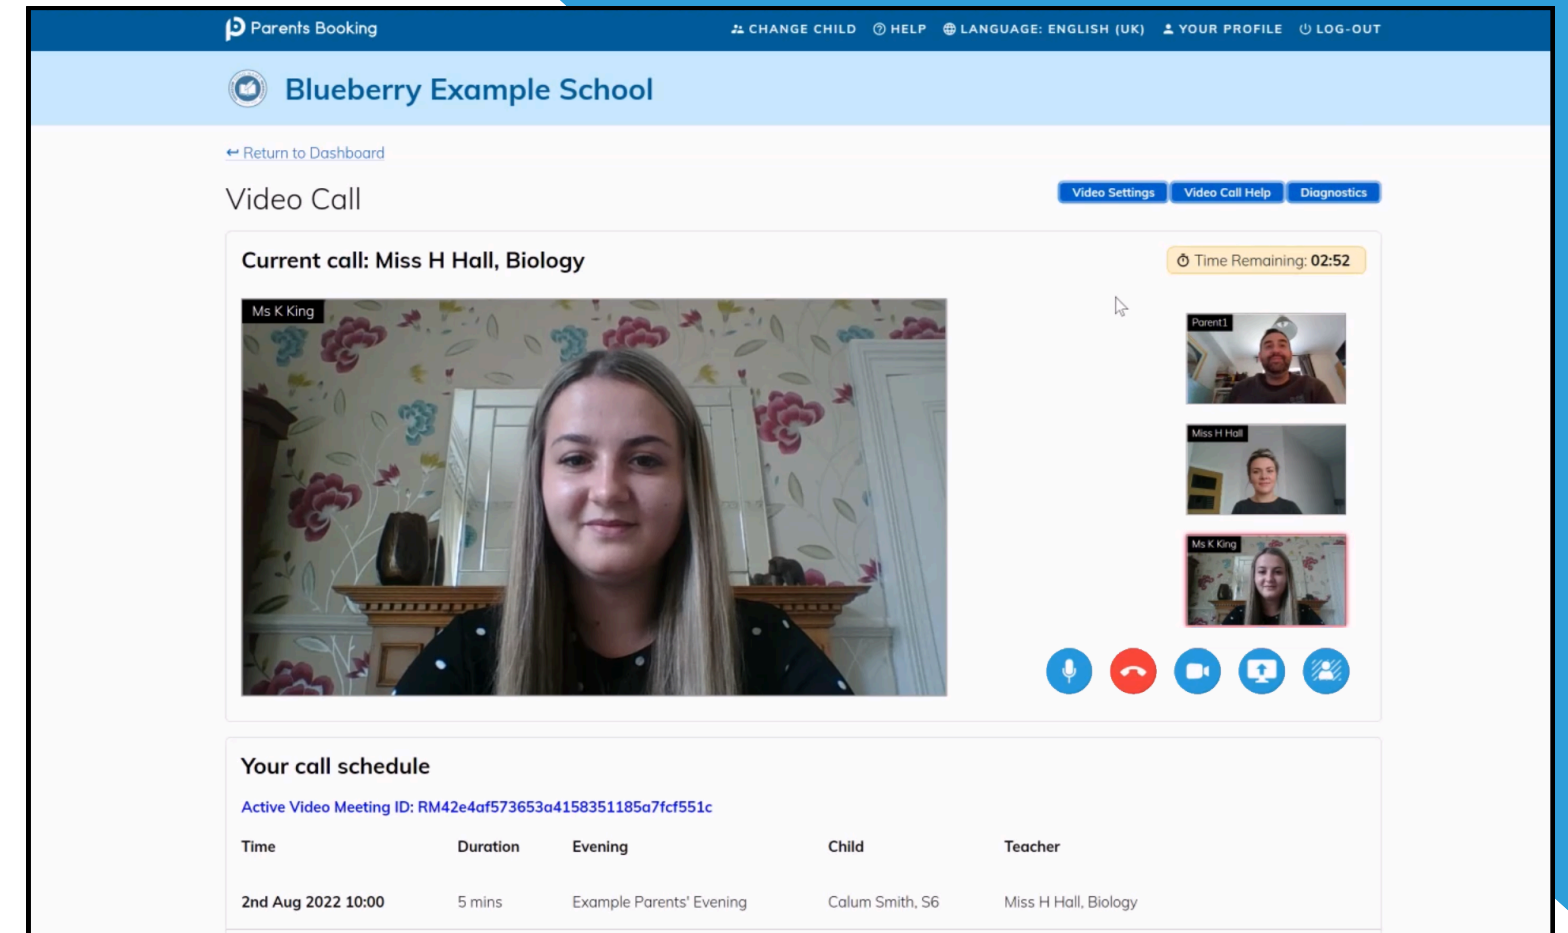 Parents Booking
CHANGE CHILD HELP LANGUAGE: ENGLISH (UK) YOUR PROFILE LOG-OUT
Blueberry Example School
Return to Dashboard
Video Call
Video Settings Video Call Help Diagnostics
Current call: Miss H Hall, Biology
Time Remaining: 02:52
Ms K King
Parent1
Miss H Hall
Ms K King
Your call schedule
Active Video Meeting ID: RM42e4af573653a4158351185a7fcf551c
Time Duration Evening Child Teacher
2nd Aug 2022 10:00 5 mins Example Parents' Evening Calum Smith, S6 Miss H Hall, Biology